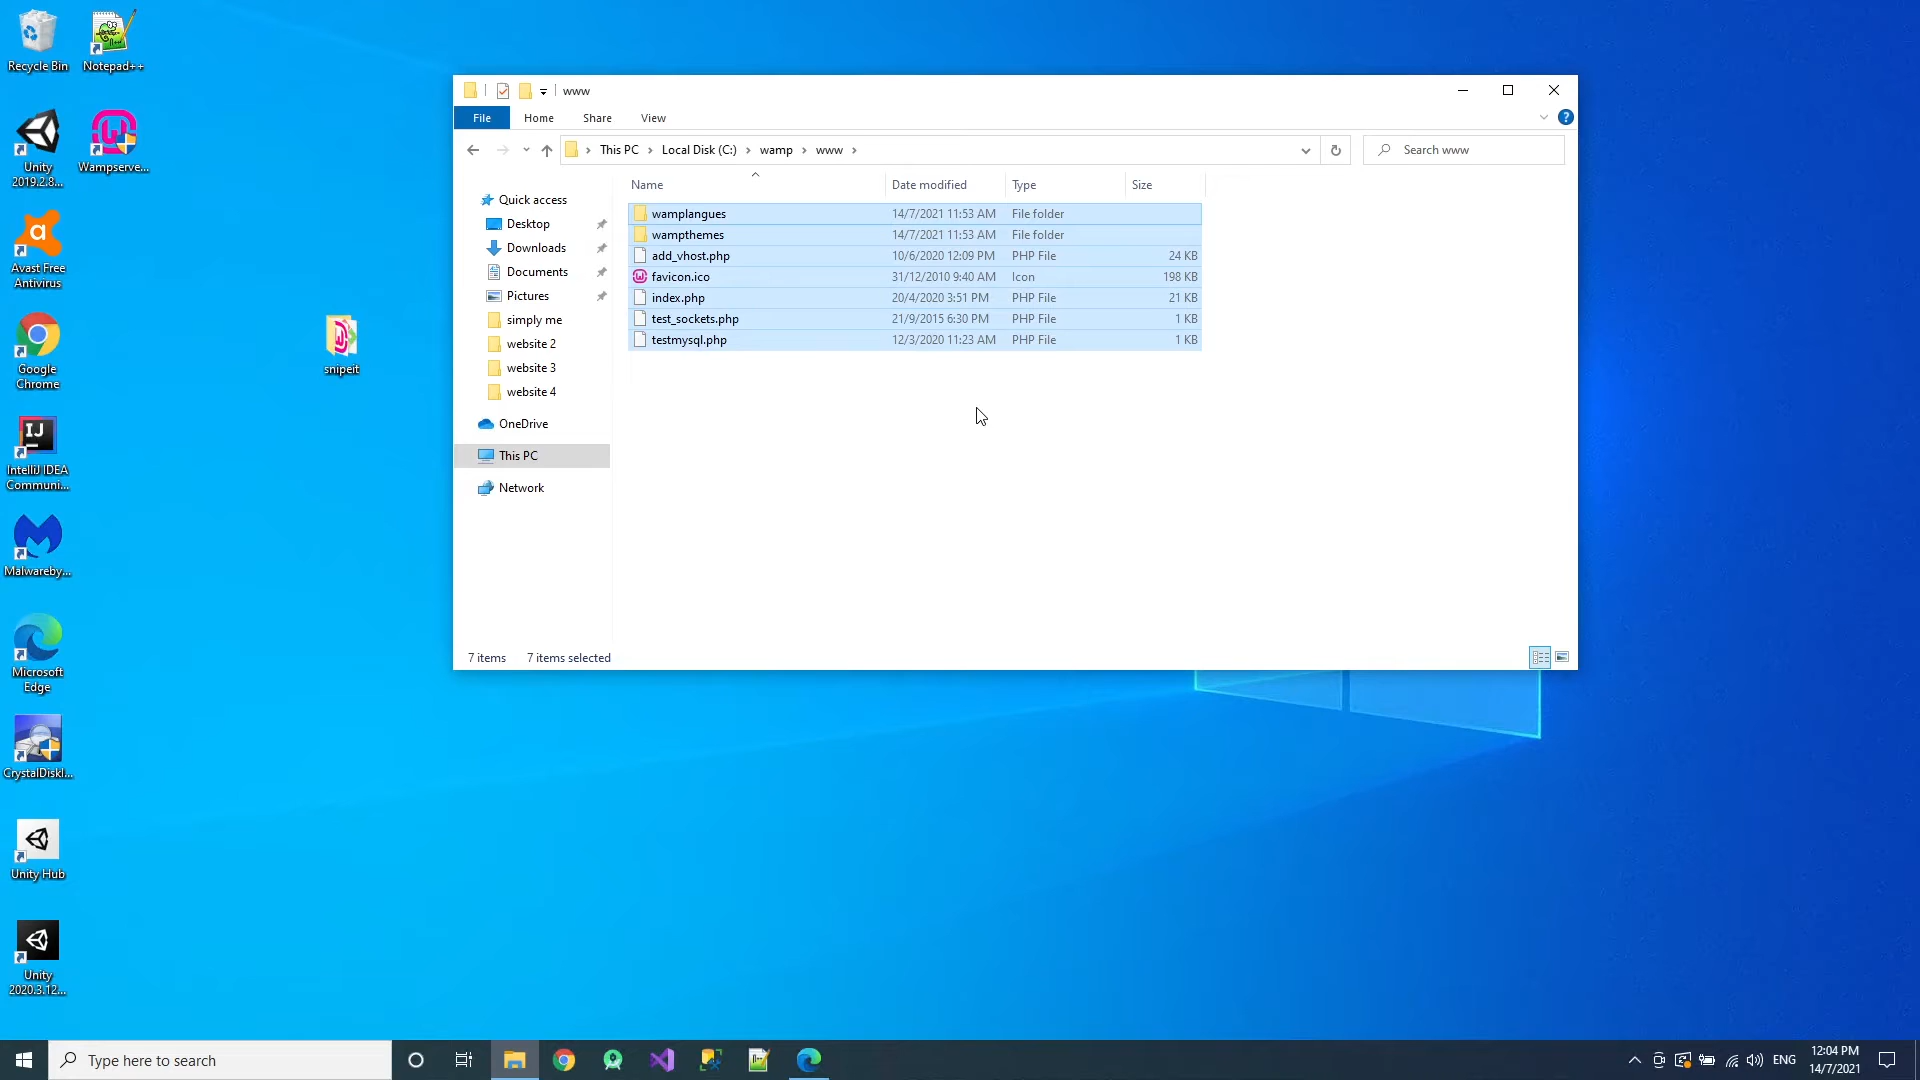 Recycle Bin
Notepad++
Unity
2019.2.8...
Wampserve...
Avast Free
Antivirus
Google
Chrome
snipeit
IntelliJ IDEA
Communi...
Malwareby...
Microsoft
Edge
CrystalDiskI...
Unity Hub
Unity
2020.3.12...
www
File Home Share View
This PC Local Disk (C:) wamp www
Search www
Name Date modified Type Size
wamplangues 14/7/2021 11:53 AM File folder
wampthemes 14/7/2021 11:53 AM File folder
add_vhost.php 10/6/2020 12:09 PM PHP File 24 KB
favicon.ico 31/12/2010 9:40 AM Icon 198 KB
index.php 20/4/2020 3:51 PM PHP File 21 KB
test_sockets.php 21/9/2015 6:30 PM PHP File 1 KB
testmysql.php 12/3/2020 11:23 AM PHP File 1 KB
Quick access
Desktop
Downloads
Documents
Pictures
simply me
website 2
website 3
website 4
OneDrive
This PC
Network
7 items 7 items selected
Type here to search
ENG
12:04 PM
14/7/2021